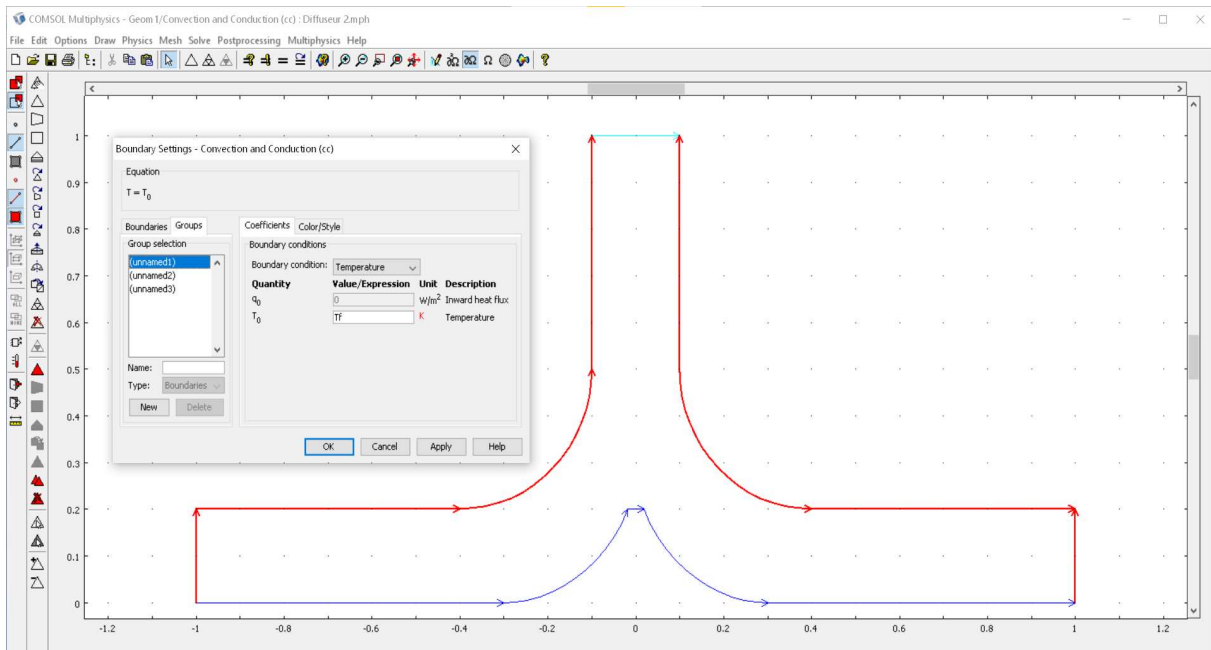 COMSOL Multiphysics - Geom 1/Convection and Conduction (cc) : Diffuseur 2.mph
File Edit Options Draw Physics Mesh Solve Postprocessing Multiphysics Help
Boundary Settings - Convection and Conduction (cc)
Equation
T = T0
Boundaries Groups
Group selection
(unnamed1)
(unnamed2)
(unnamed3)
Name:
Type: Boundaries
New Delete
Coefficients Color/Style
Boundary conditions
Boundary condition: Temperature
Quantity Value/Expression Unit Description
q0 0 W/m² Inward heat flux
T0 Tf K Temperature
OK Cancel Apply Help
1
0.9
0.8
0.7
0.6
0.5
0.4
0.3
0.2
0.1
0
-1.2 -1 -0.8 -0.6 -0.4 -0.2 0 0.2 0.4 0.6 0.8 1 1.2